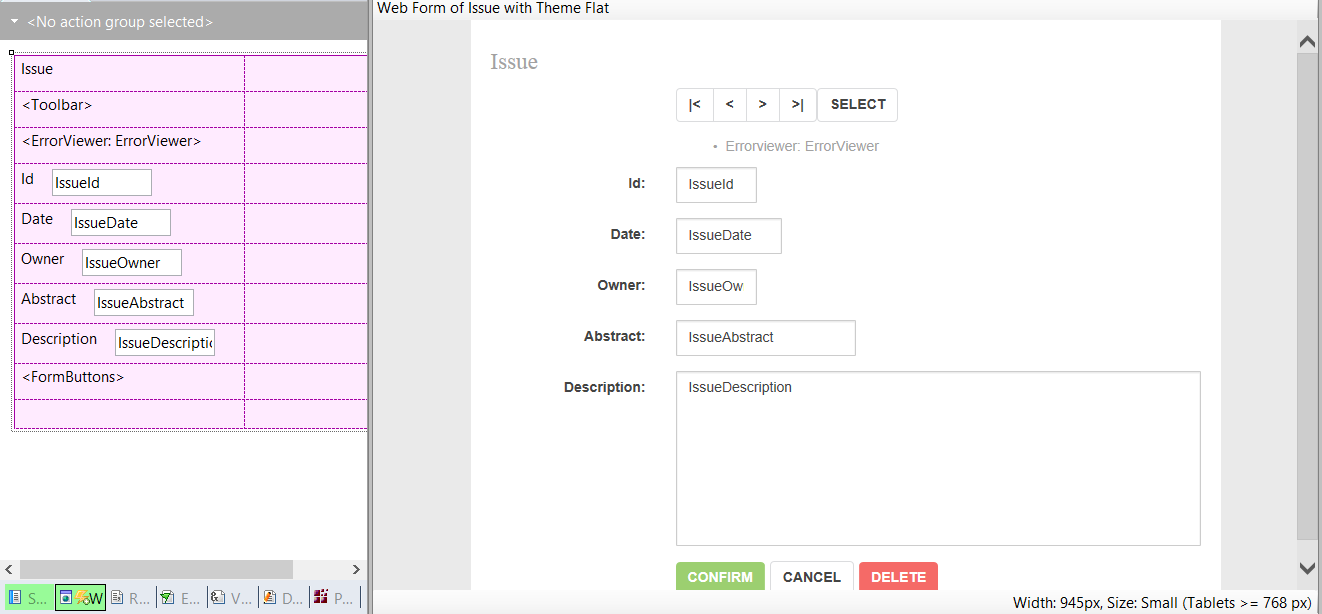 <No action group selected>
Issue
<Toolbar>
<ErrorViewer: ErrorViewer>
Id IssueId
Date IssueDate
Owner IssueOwner
Abstract IssueAbstract
Description IssueDescriptio
<FormButtons>
S... W R... E... V... D... P...
Web Form of Issue with Theme Flat
Issue
|< < > >| SELECT
• Errorviewer: ErrorViewer
Id: IssueId
Date: IssueDate
Owner: IssueOw
Abstract: IssueAbstract
Description: IssueDescription
CONFIRM CANCEL DELETE
Width: 945px, Size: Small (Tablets >= 768 px)